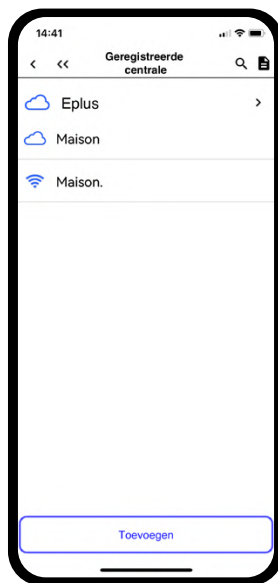 14:41
Geregistreerde
centrale
Eplus
Maison
Maison.
Toevoegen